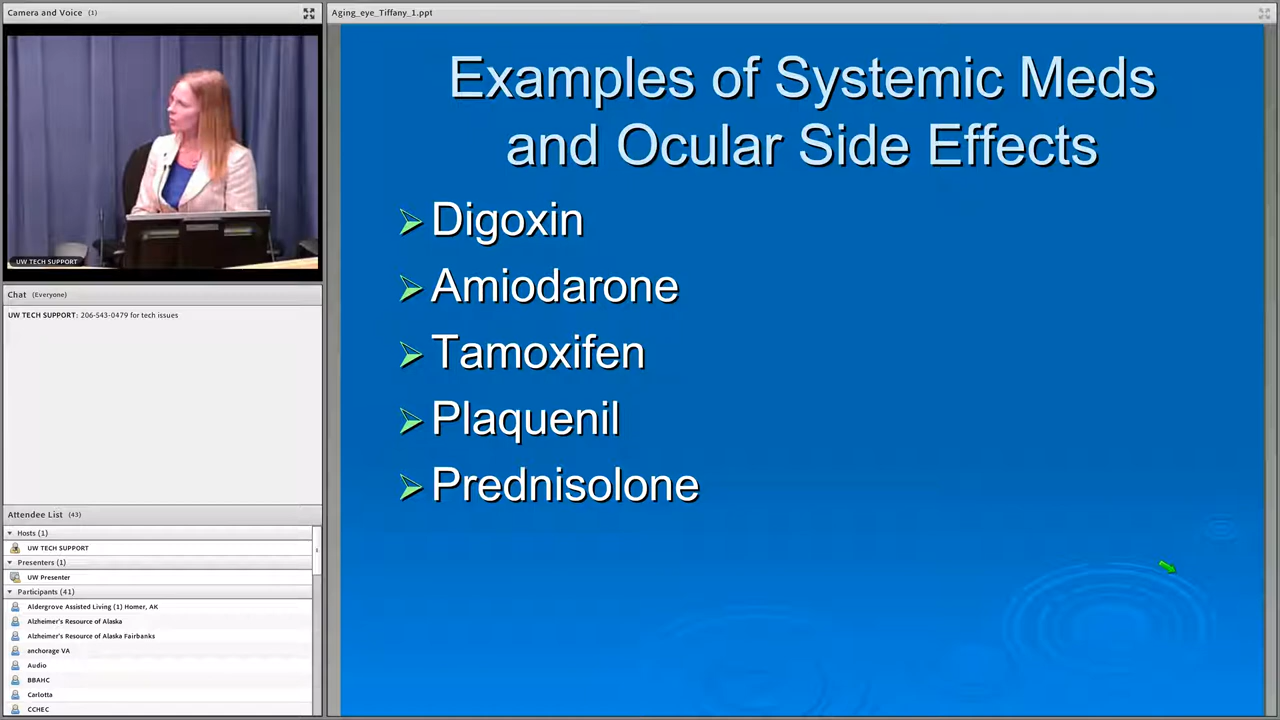 Camera and Voice (1)
UW TECH SUPPORT
Chat (Everyone)
UW TECH SUPPORT: 206-543-0479 for tech issues
Attendee List (43)
Hosts (1)
UW TECH SUPPORT
Presenters (1)
UW Presenter
Participants (41)
Aldergrove Assisted Living (1) Homer, AK
Alzheimer's Resource of Alaska
Alzheimer's Resource of Alaska Fairbanks
anchorage VA
Audio
BBAHC
Carlotta
CCHEC
Aging_eye_Tiffany_1.ppt
Examples of Systemic Meds
and Ocular Side Effects
Digoxin
Amiodarone
Tamoxifen
Plaquenil
Prednisolone